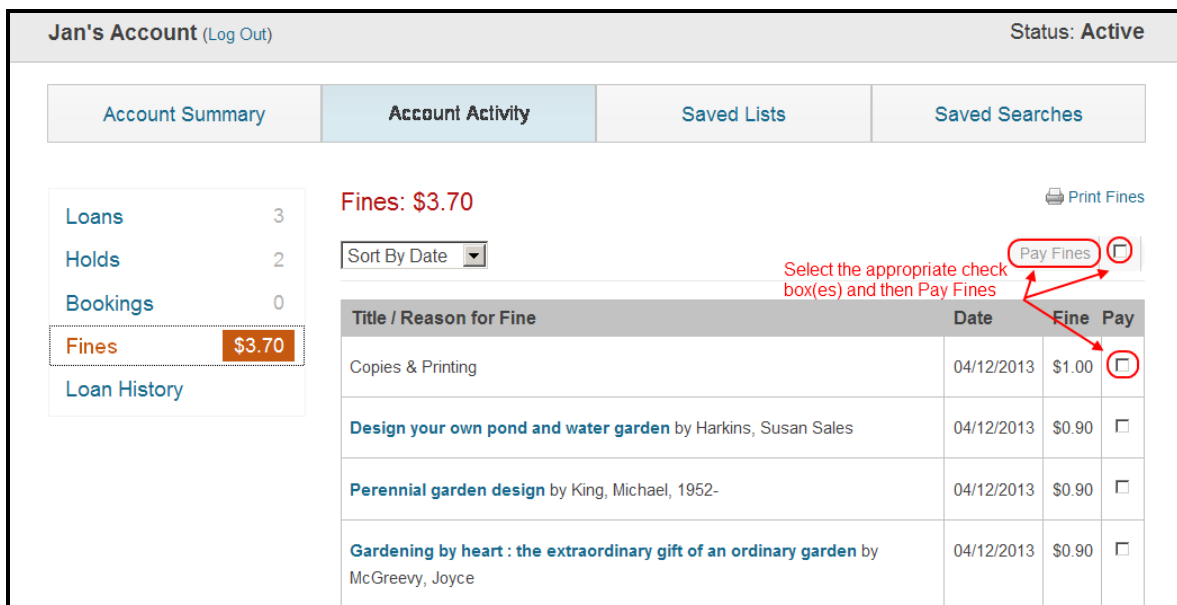 Jan's Account (Log Out) Status: Active
Account Summary Account Activity Saved Lists Saved Searches
Loans 3
Holds 2
Bookings 0
Fines $3.70
Loan History
Fines: $3.70 Print Fines
Sort By Date Pay Fines
Select the appropriate check
box(es) and then Pay Fines
Title / Reason for Fine Date Fine Pay
Copies & Printing 04/12/2013 $1.00
Design your own pond and water garden by Harkins, Susan Sales 04/12/2013 $0.90
Perennial garden design by King, Michael, 1952- 04/12/2013 $0.90
Gardening by heart : the extraordinary gift of an ordinary garden by 04/12/2013 $0.90
McGreevy, Joyce